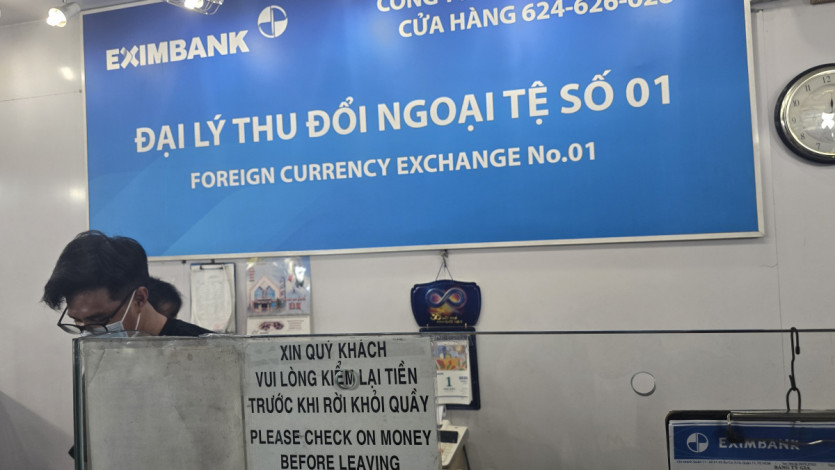 EXIMBANK
CÔNG
CỬA HÀNG 624-626-628
ĐẠI LÝ THU ĐỔI NGOẠI TỆ SỐ 01
FOREIGN CURRENCY EXCHANGE No.01
XIN QUÝ KHÁCH
VUI LÒNG KIỂM LẠI TIỀN
TRƯỚC KHI RỜI KHỎI QUẦY
PLEASE CHECK ON MONEY
BEFORE LEAVING
1
EXIMBANK